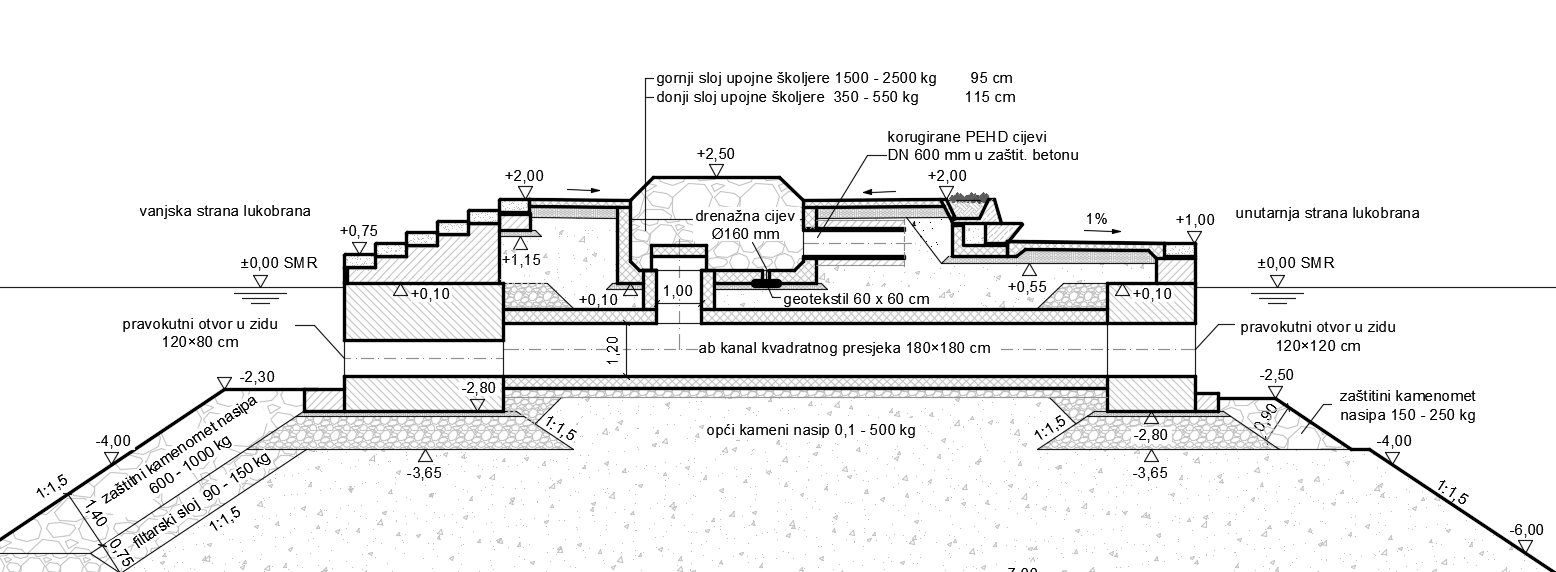 gornji sloj upojne školjere 1500 - 2500 kg 95 cm
donji sloj upojne školjere 350 - 550 kg 115 cm
korugirane PEHD cijevi
DN 600 mm u zaštit. betonu
+2,50
+2,00
+2,00
vanjska strana lukobrana
drenažna cijev
Ø160 mm
1%
+1,00
unutarnja strana lukobrana
+0,75
±0,00 SMR
+1,15
±0,00 SMR
+0,10
+0,10
1,00
geotekstil 60 x 60 cm
+0,55
+0,10
pravokutni otvor u zidu
120×80 cm
1,20
ab kanal kvadratnog presjeka 180×180 cm
pravokutni otvor u zidu
120×120 cm
-2,30
-2,80
-2,50
zaštitni kamenomet
nasipa 150 - 250 kg
0,90
-4,00
1:1,5
opći kameni nasip 0,1 - 500 kg
1:1,5
-2,80
-4,00
-3,65
-3,65
zaštitni kamenomet nasipa
600 - 1000 kg
filtarski sloj 90 - 150 kg
1:1,5
1:1,5
1,40
0,75
1:1,5
-6,00
-7,00